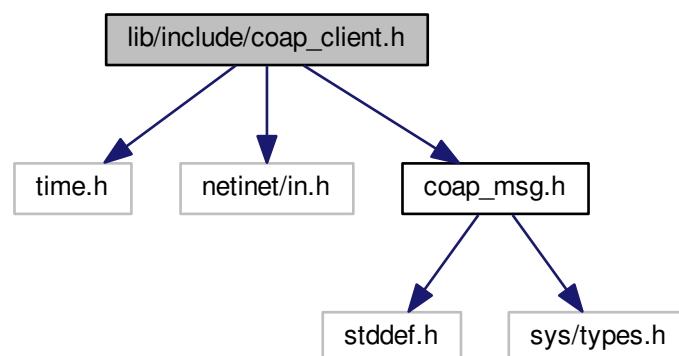 lib/include/coap_client.h
time.h
netinet/in.h
coap_msg.h
stddef.h
sys/types.h